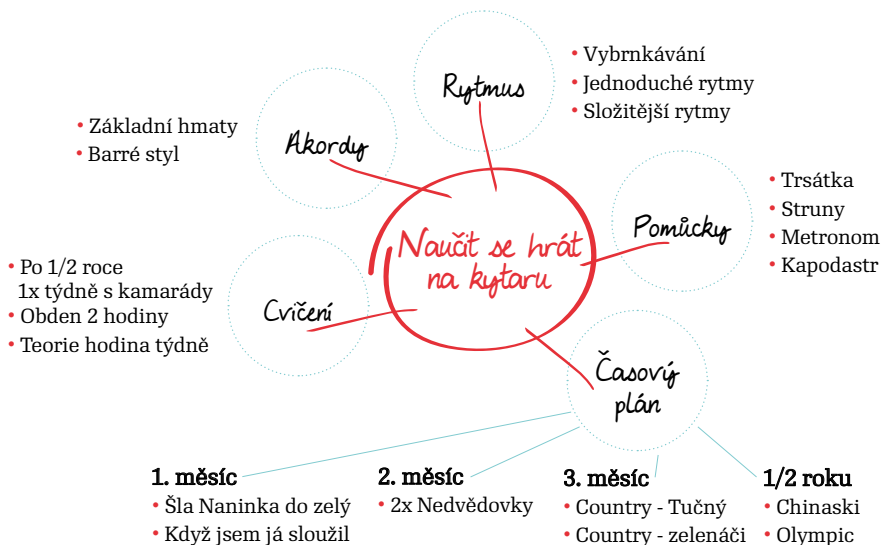 Rytmus
• Vybrnkávání
• Jednoduché rytmy
• Složitější rytmy
Akordy
• Základní hmaty
• Barré styl
Naučit se hrát
na kytaru
Pomůcky
• Trsátka
• Struny
• Metronom
• Kapodastr
Cvičení
• Po 1/2 roce
1x týdně s kamarády
• Obden 2 hodiny
• Teorie hodina týdně
Časový
plán
1. měsíc
• Šla Naninka do zelý
• Když jsem já sloužil
2. měsíc
• 2x Nedvědovky
3. měsíc
• Country - Tučný
• Country - zelenáči
1/2 roku
• Chinaski
• Olympic